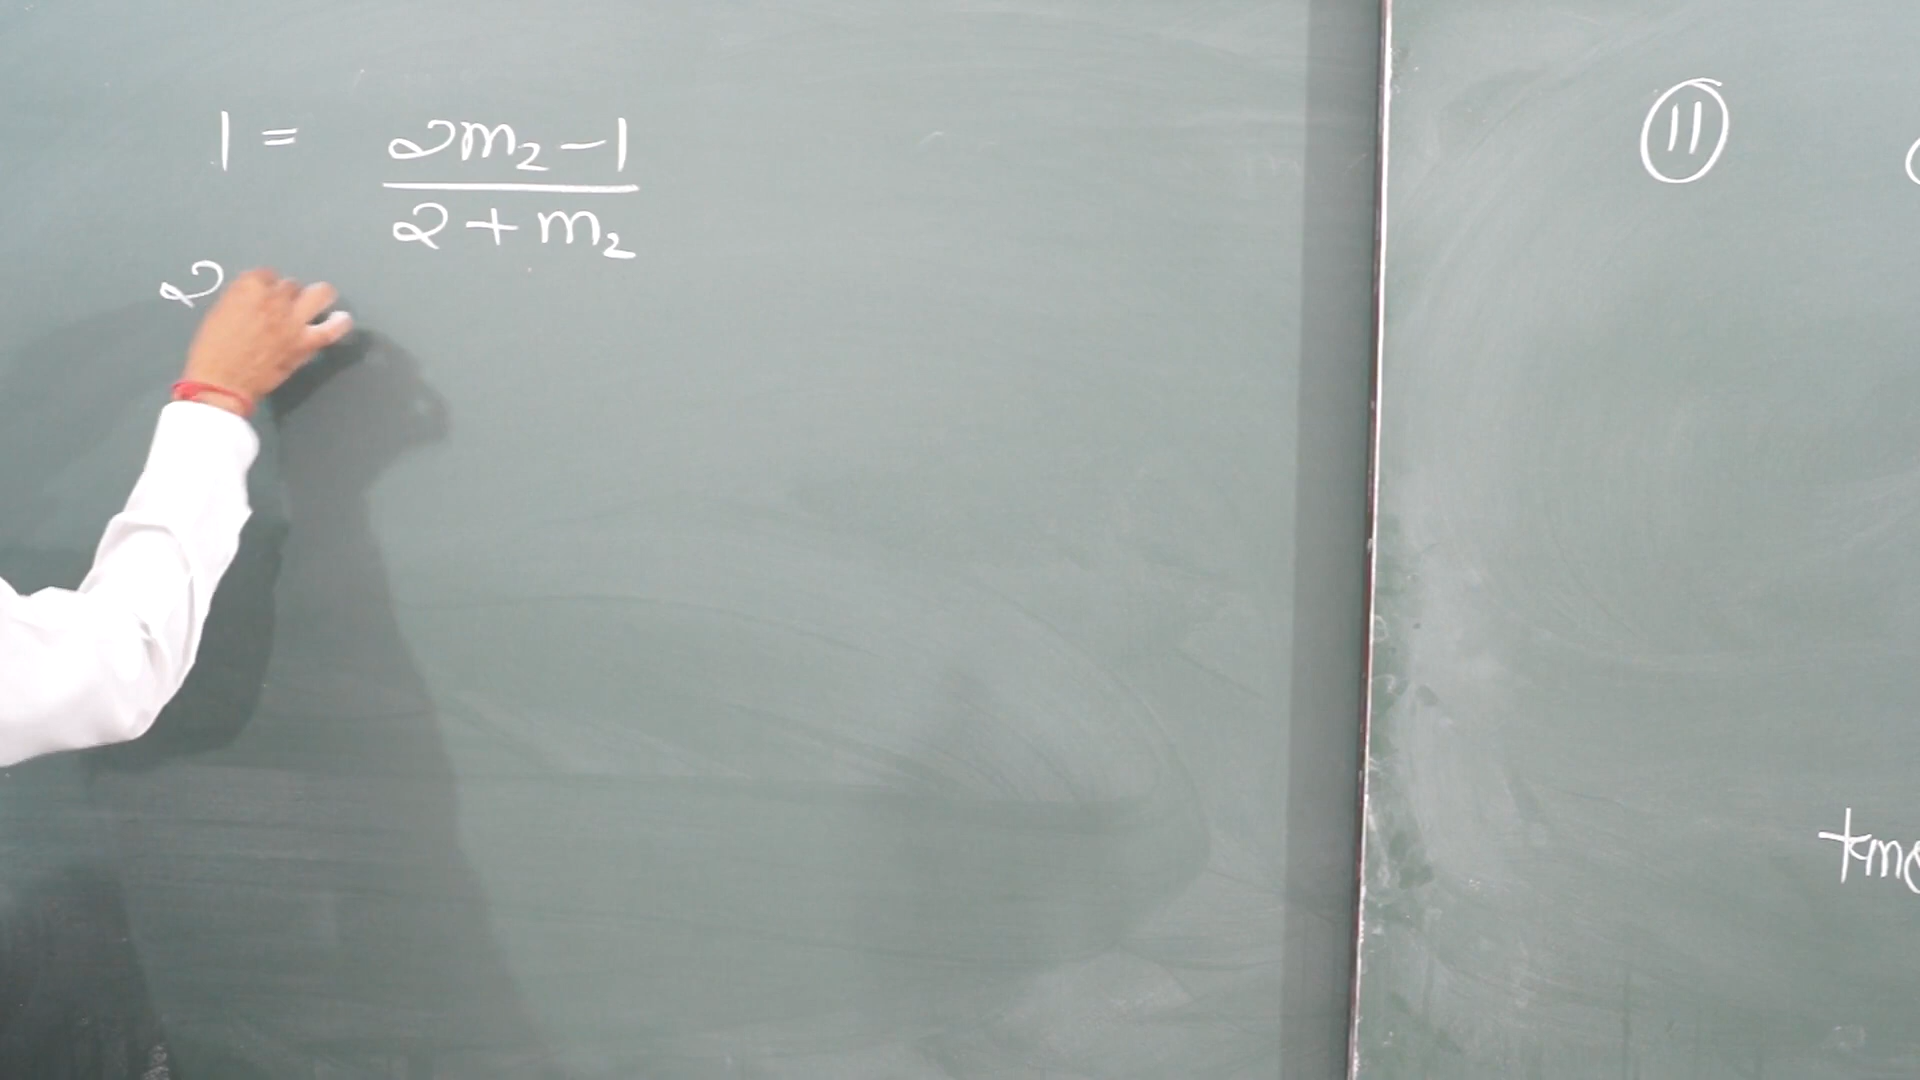 1 = (2m₂ - 1) / (2 + m₂)
2
11